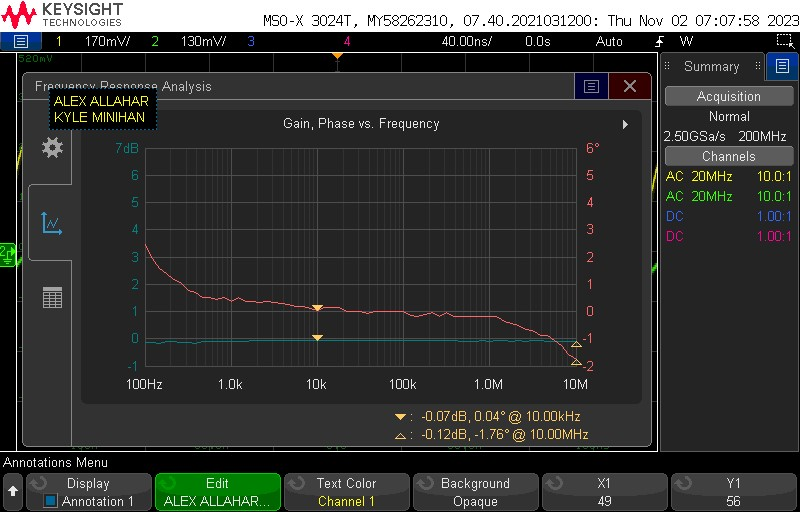 KEYSIGHT
TECHNOLOGIES
MSO-X 3024T, MY58262310, 07.40.2021031200: Thu Nov 02 07:07:58 2023
1 170mV/ 2 130mV/ 3 4 40.00ns/ 0.0s Auto W
520mV
Summary
Frequency Response Analysis
ALEX ALLAHAR
KYLE MINIHAN
Acquisition
Normal
2.50GSa/s 200MHz
Channels
AC 20MHz 10.0:1
AC 20MHz 10.0:1
DC 1.00:1
DC 1.00:1
Gain, Phase vs. Frequency
7dB 6°
6 5
5 4
4 3
3 2
2 1
1 0
0 -1
-1 -2
100Hz 1.0k 10k 100k 1.0M 10M
: -0.07dB, 0.04° @ 10.00kHz
: -0.12dB, -1.76° @ 10.00MHz
2
Annotations Menu
Display
Annotation 1
Edit
ALEX ALLAHAR...
Text Color
Channel 1
Background
Opaque
X1
49
Y1
56